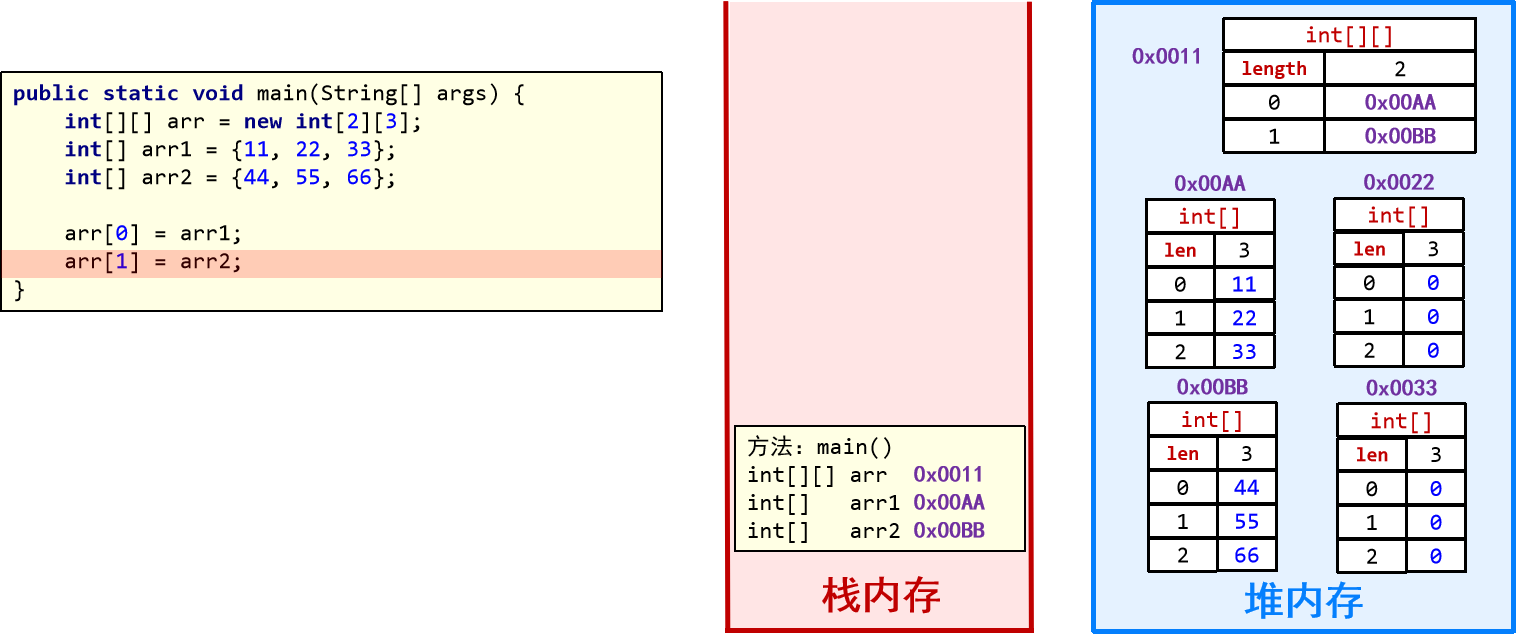 public static void main(String[] args) {
    int[][] arr = new int[2][3];
    int[] arr1 = {11, 22, 33};
    int[] arr2 = {44, 55, 66};
    arr[0] = arr1;
    arr[1] = arr2;
}
方法：main()
int[][] arr 0x0011
int[] arr1 0x00AA
int[] arr2 0x00BB
栈内存
0x0011
int[][]
length 2
0 0x00AA
1 0x00BB
0x00AA
int[]
len 3
0 11
1 22
2 33
0x0022
int[]
len 3
0 0
1 0
2 0
0x00BB
int[]
len 3
0 44
1 55
2 66
0x0033
int[]
len 3
0 0
1 0
2 0
堆内存